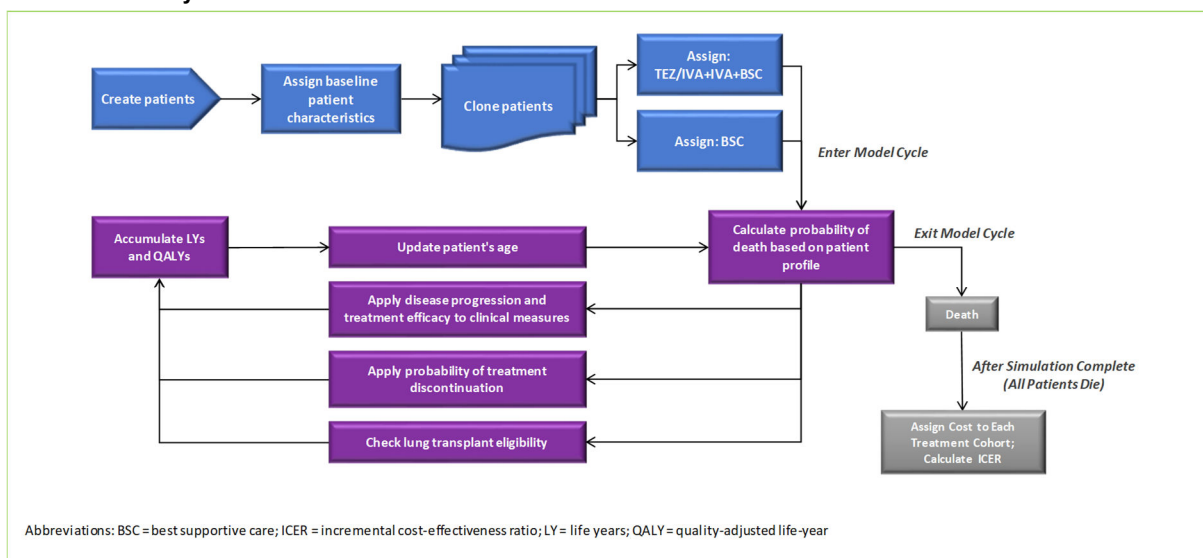 Create patients
Assign baseline
patient
characteristics
Clone patients
Assign:
TEZ/IVA+IVA+BSC
Assign: BSC
Enter Model Cycle
Accumulate LYs
and QALYs
Update patient's age
Calculate probability of
death based on patient
profile
Exit Model Cycle
Apply disease progression and
treatment efficacy to clinical measures
Death
Apply probability of treatment
discontinuation
After Simulation Complete
(All Patients Die)
Check lung transplant eligibility
Assign Cost to Each
Treatment Cohort;
Calculate ICER
Abbreviations: BSC = best supportive care; ICER = incremental cost-effectiveness ratio; LY = life years; QALY = quality-adjusted life-year